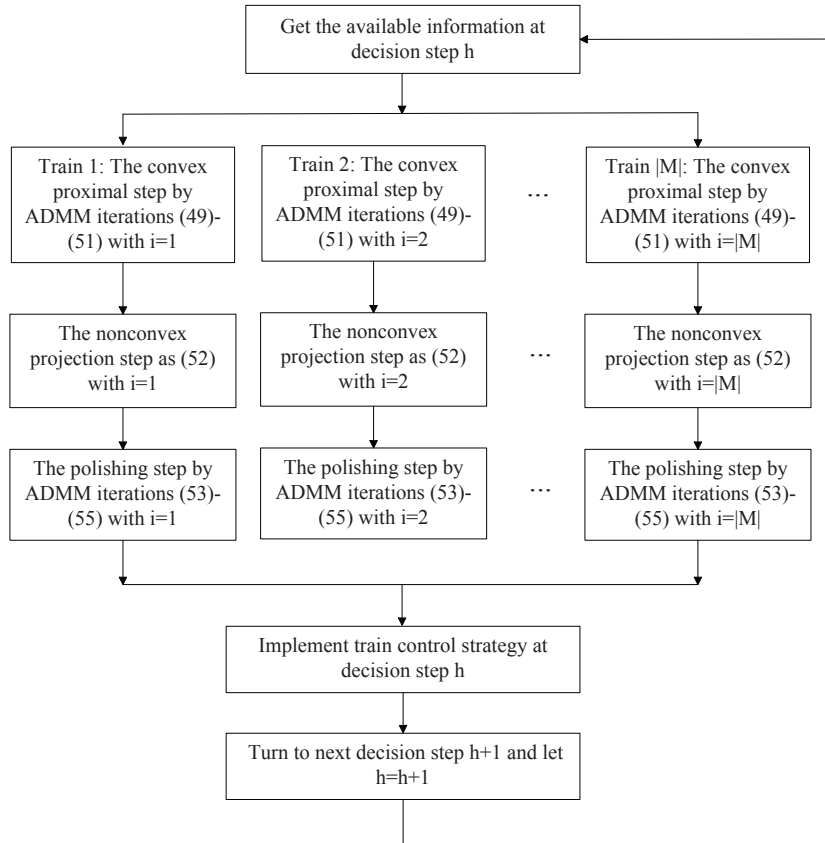 Get the available information at
decision step h
Train 1: The convex
proximal step by
ADMM iterations (49)-
(51) with i=1
Train 2: The convex
proximal step by
ADMM iterations (49)-
(51) with i=2
...
Train |M|: The convex
proximal step by
ADMM iterations (49)-
(51) with i=|M|
The nonconvex
projection step as (52)
with i=1
The nonconvex
projection step as (52)
with i=2
...
The nonconvex
projection step as (52)
with i=|M|
The polishing step by
ADMM iterations (53)-
(55) with i=1
The polishing step by
ADMM iterations (53)-
(55) with i=2
...
The polishing step by
ADMM iterations (53)-
(55) with i=|M|
Implement train control strategy at
decision step h
Turn to next decision step h+1 and let
h=h+1